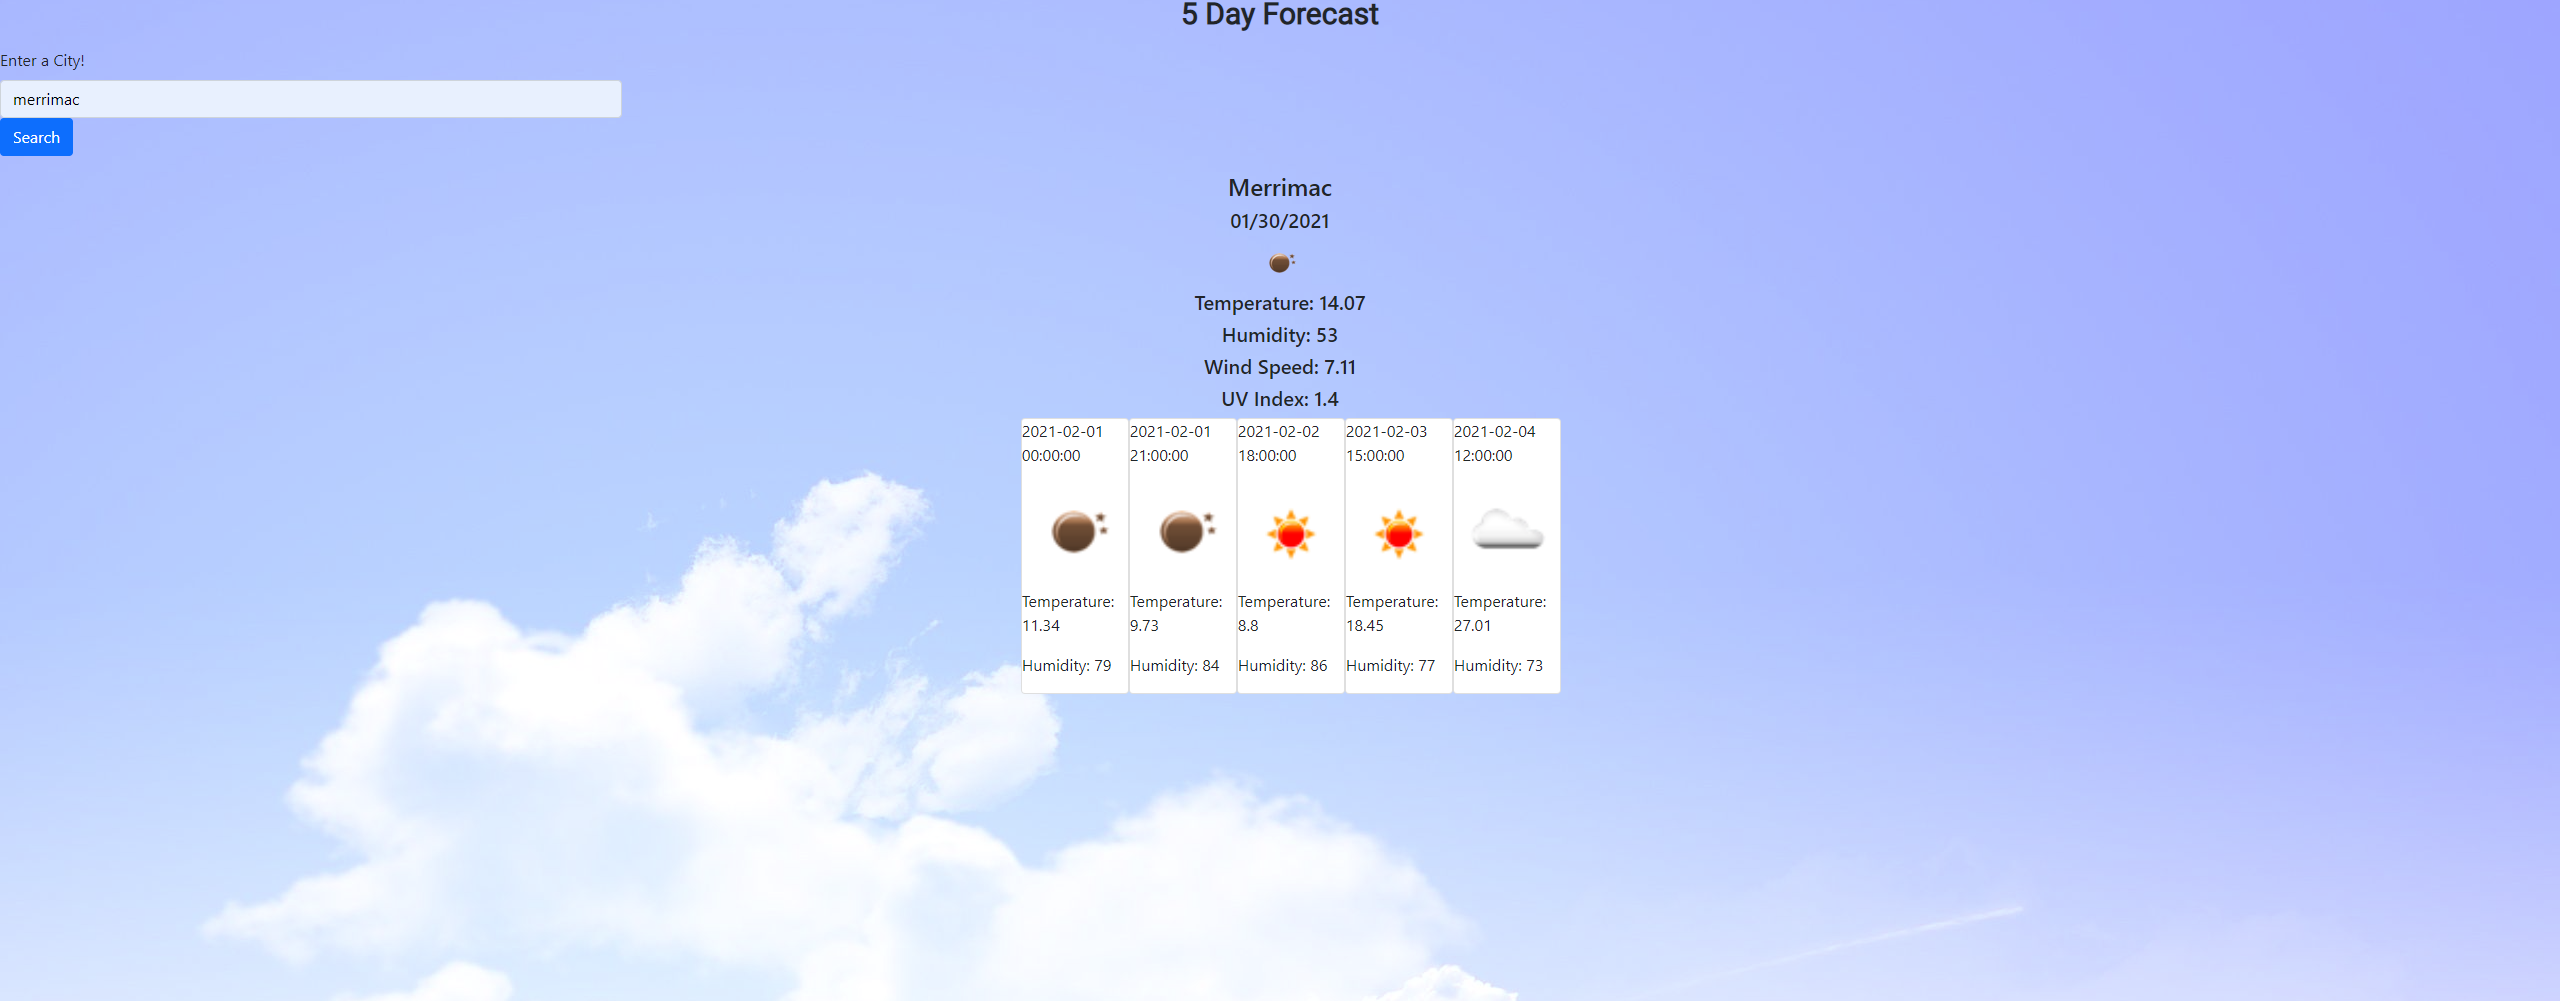 5 Day Forecast
Enter a City!
merrimac
Search
Merrimac
01/30/2021
Temperature: 14.07
Humidity: 53
Wind Speed: 7.11
UV Index: 1.4
2021-02-01
00:00:00
Temperature:
11.34
Humidity: 79
2021-02-01
21:00:00
Temperature:
9.73
Humidity: 84
2021-02-02
18:00:00
Temperature:
8.8
Humidity: 86
2021-02-03
15:00:00
Temperature:
18.45
Humidity: 77
2021-02-04
12:00:00
Temperature:
27.01
Humidity: 73